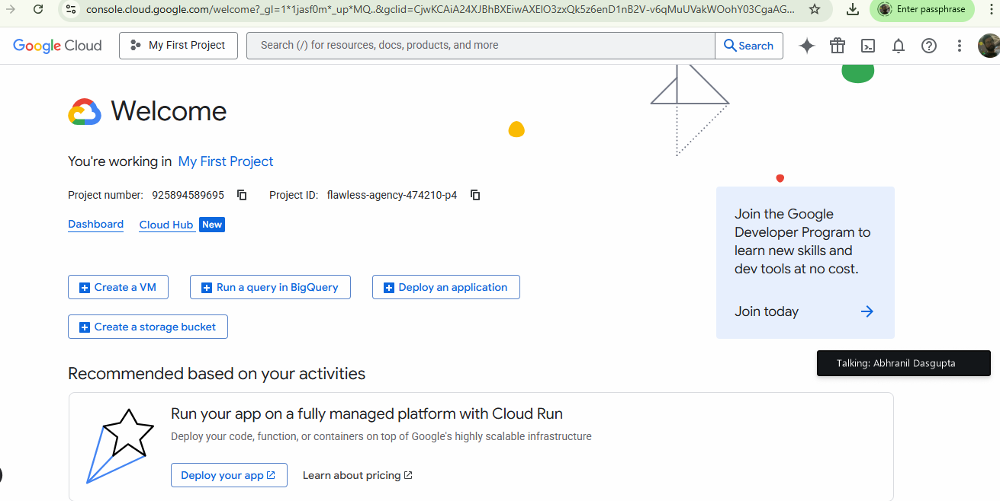 console.cloud.google.com/welcome?_gl=1*1jasf0m*_up*MQ..&gclid=CjwKCAiA24XJBhBXEiwAXElO3zxQk5z6enD1nB2V-v6qMuUVakWOohY03CgaAG...
Enter passphrase
Google Cloud
My First Project
Search (/) for resources, docs, products, and more
Search
Welcome
You're working in My First Project
Project number: 925894589695
Project ID: flawless-agency-474210-p4
Dashboard
Cloud Hub
New
Join the Google
Developer Program to
learn new skills and
dev tools at no cost.
Join today
Create a VM
Run a query in BigQuery
Deploy an application
Create a storage bucket
Talking: Abhranil Dasgupta
Recommended based on your activities
Run your app on a fully managed platform with Cloud Run
Deploy your code, function, or containers on top of Google's highly scalable infrastructure
Deploy your app
Learn about pricing